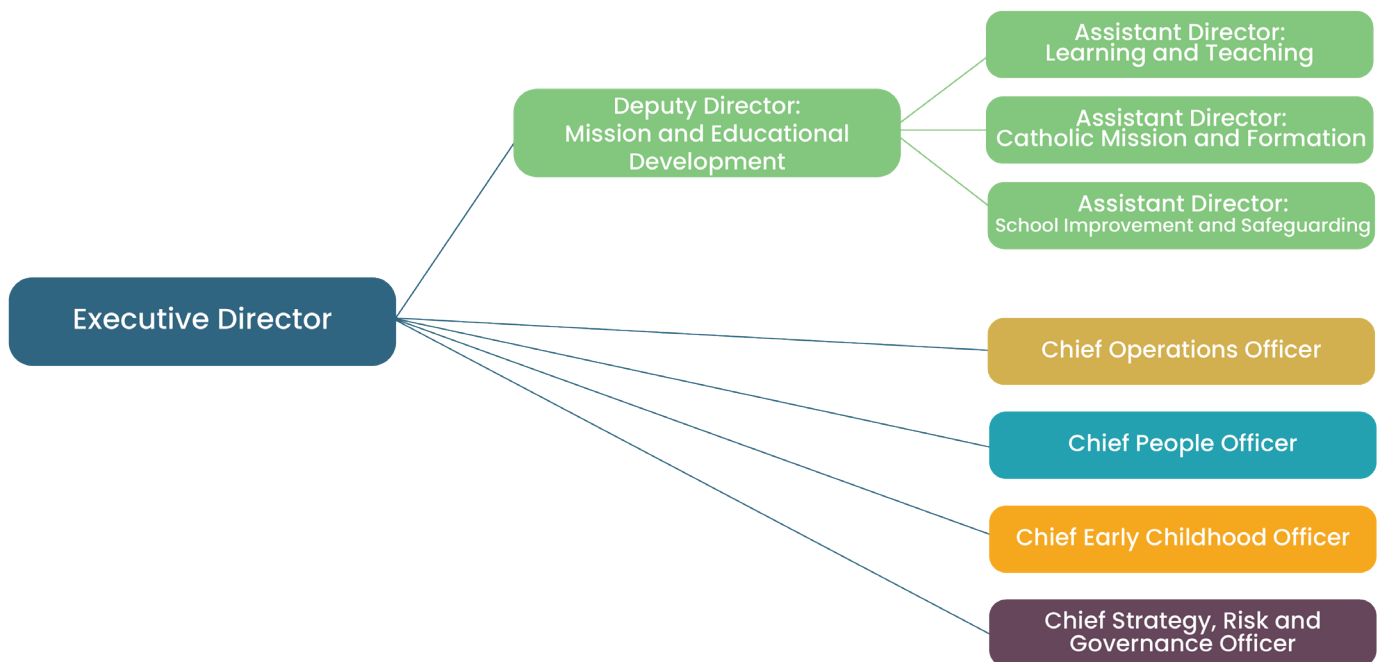 Assistant Director:
Learning and Teaching
Deputy Director:
Mission and Educational
Development
Assistant Director:
Catholic Mission and Formation
Assistant Director:
School Improvement and Safeguarding
Executive Director
Chief Operations Officer
Chief People Officer
Chief Early Childhood Officer
Chief Strategy, Risk and
Governance Officer